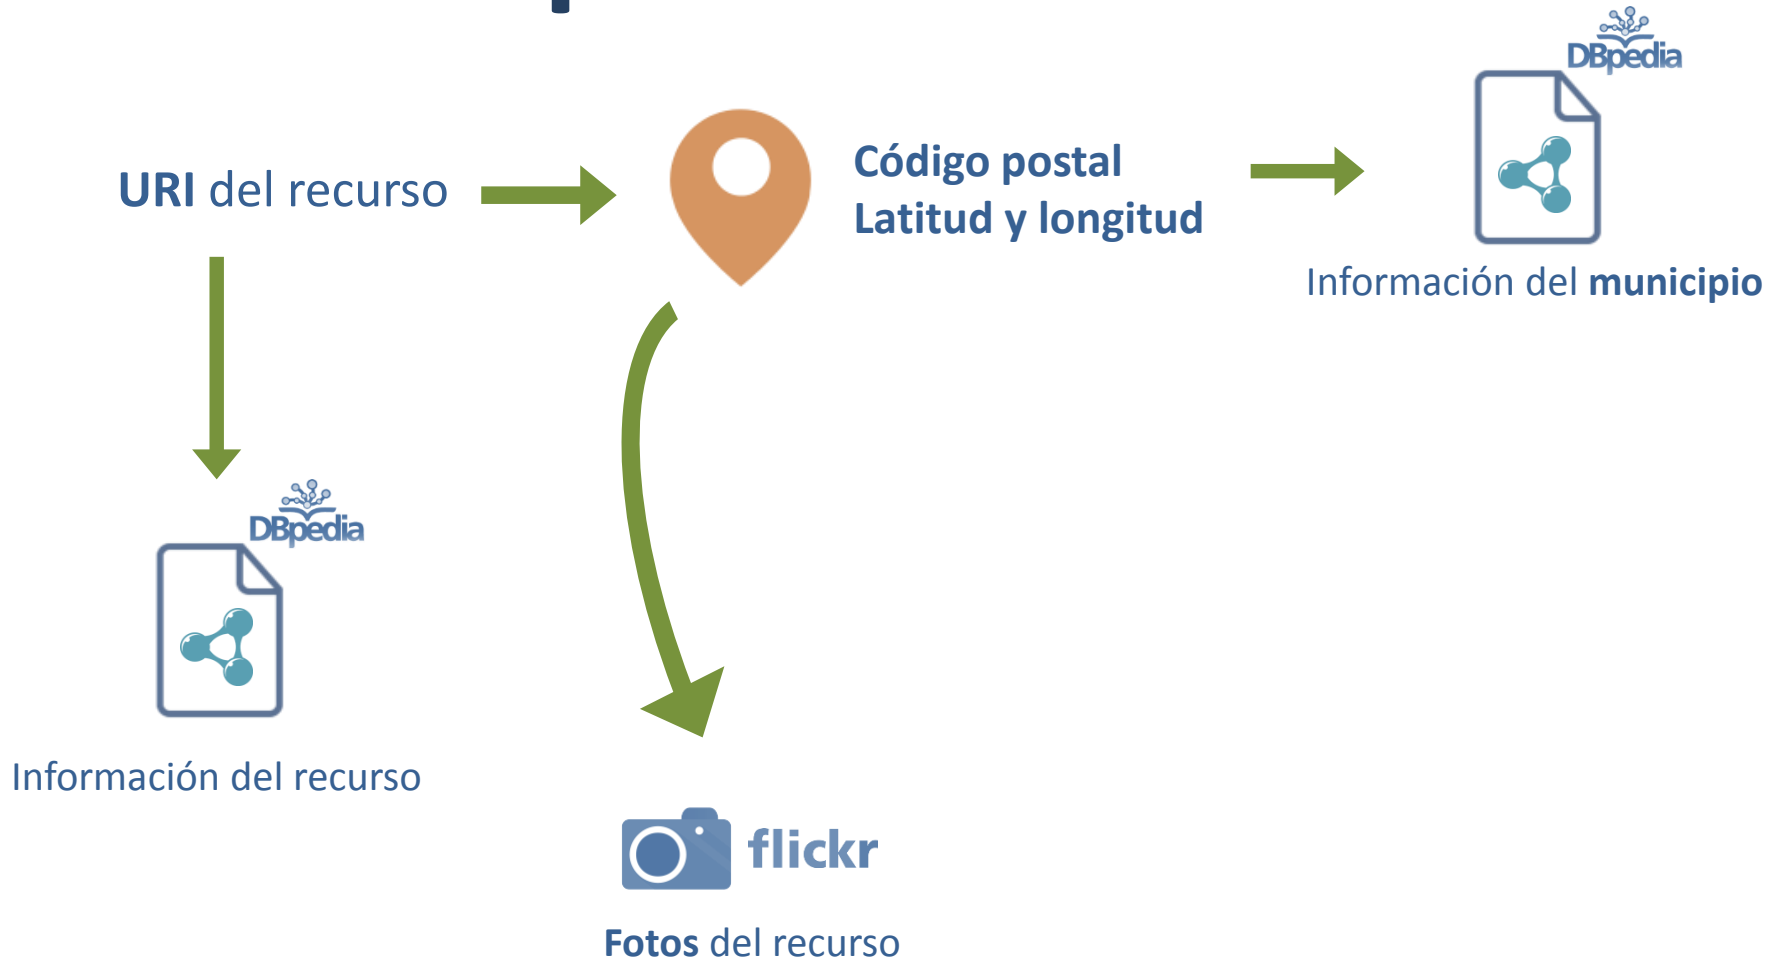 DBpedia
URI del recurso
Código postal
Latitud y longitud
Información del municipio
DBpedia
Información del recurso
flickr
Fotos del recurso